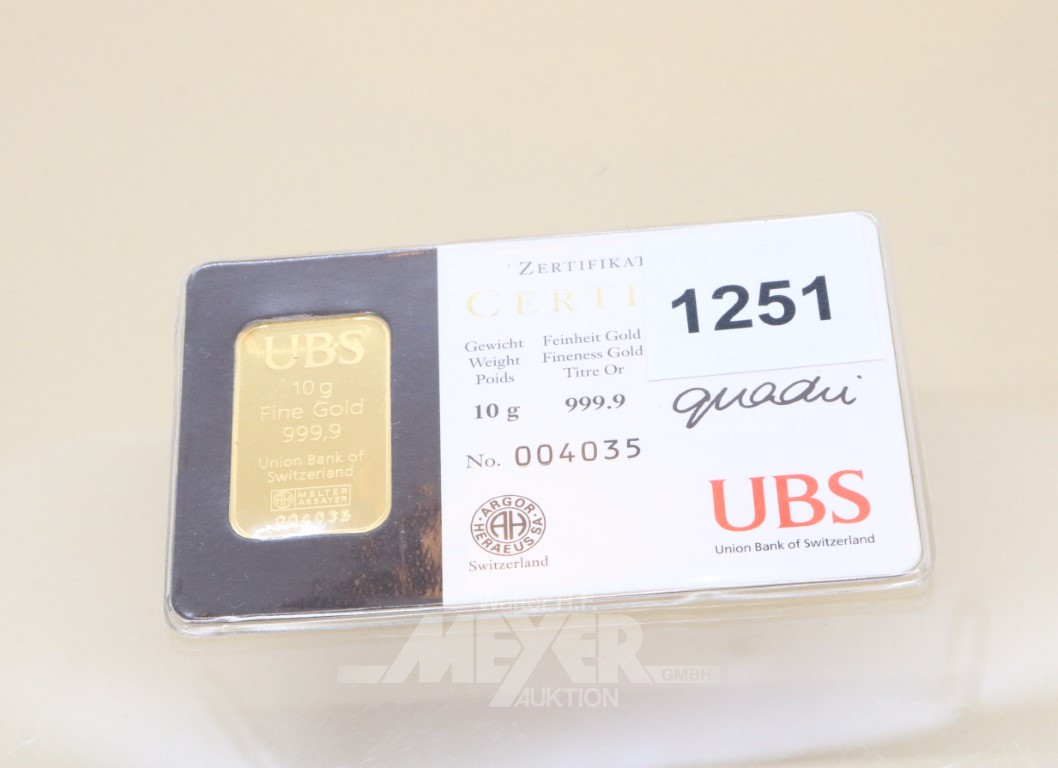 UBS
10 g
Fine Gold
999,9
Union Bank of
Switzerland
AH MELTER
ASSAYER
004035
ZERTIFIKAT
CERTI
1251
Gewicht Feinheit Gold
Weight Fineness Gold
Poids Titre Or
10 g 999.9
No. 004035
ARGOR
AH
HERAEUS SA
Switzerland
UBS
Union Bank of Switzerland
MEYER
GMBH
AUKTION